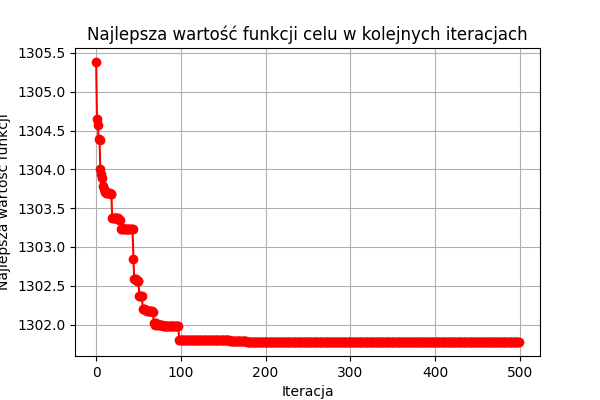 Najlepsza wartość funkcji celu w kolejnych iteracjach
1305.5
1305.0
1304.5
1304.0
1303.5
1303.0
1302.5
1302.0
Najlepsza wartość funkcji
0 100 200 300 400 500
Iteracja